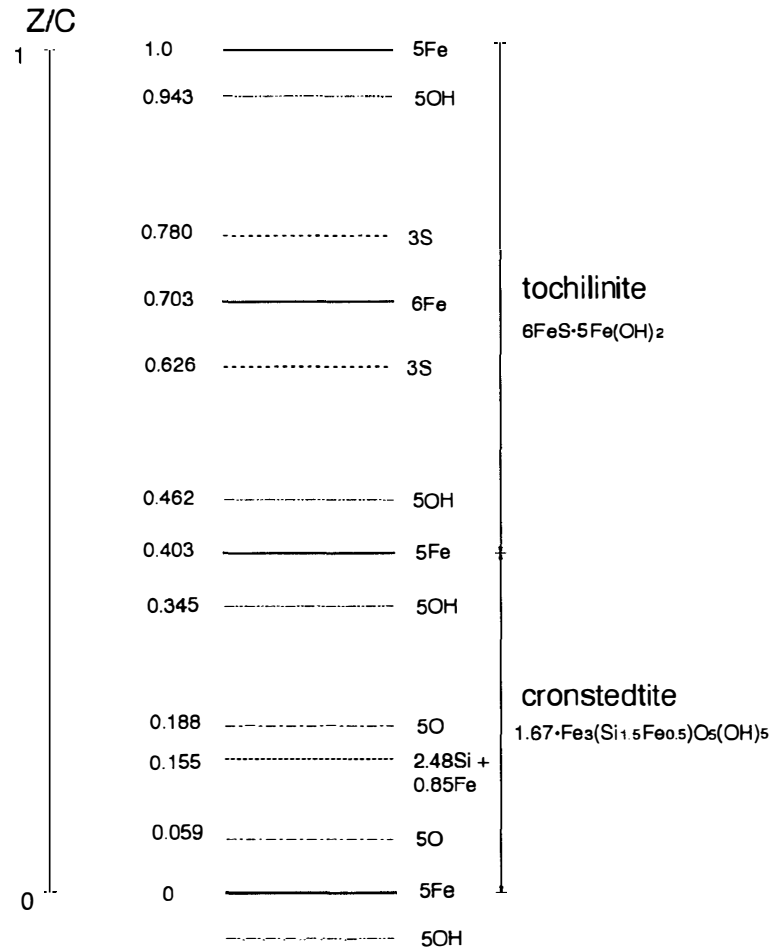 Z/C
1 1.0 5Fe
0.943 5OH
0.780 3S
0.703 6Fe
0.626 3S
0.462 5OH
0.403 5Fe
0.345 5OH
0.188 5O
0.155 2.48Si +
0.85Fe
0.059 5O
0 0 5Fe
5OH
tochilinite
6FeS·5Fe(OH)2
cronstedtite
1.67·Fe3(Si1.5Fe0.5)O5(OH)5